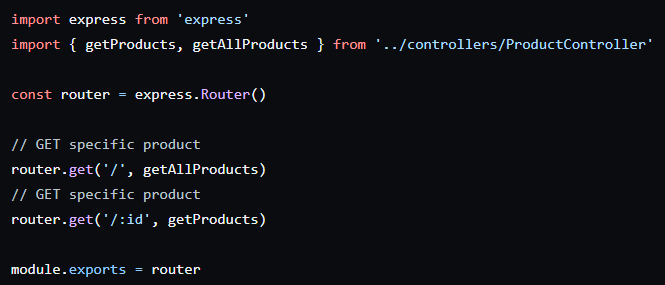 import express from 'express'
import { getProducts, getAllProducts } from '../controllers/ProductController'
const router = express.Router()
// GET specific product
router.get('/', getAllProducts)
// GET specific product
router.get('/:id', getProducts)
module.exports = router